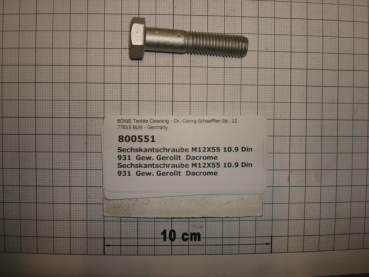 BÖWE Textile Cleaning - Dr.-Georg-Schaeffler-Str. 22
77815 Bühl - Germany
800551
Sechskantschraube M12X55 10.9 Din
931 Gew. Gerollt Dacrome
Sechskantschraube M12X55 10.9 Din
931 Gew. Gerollt Dacrome
10 cm